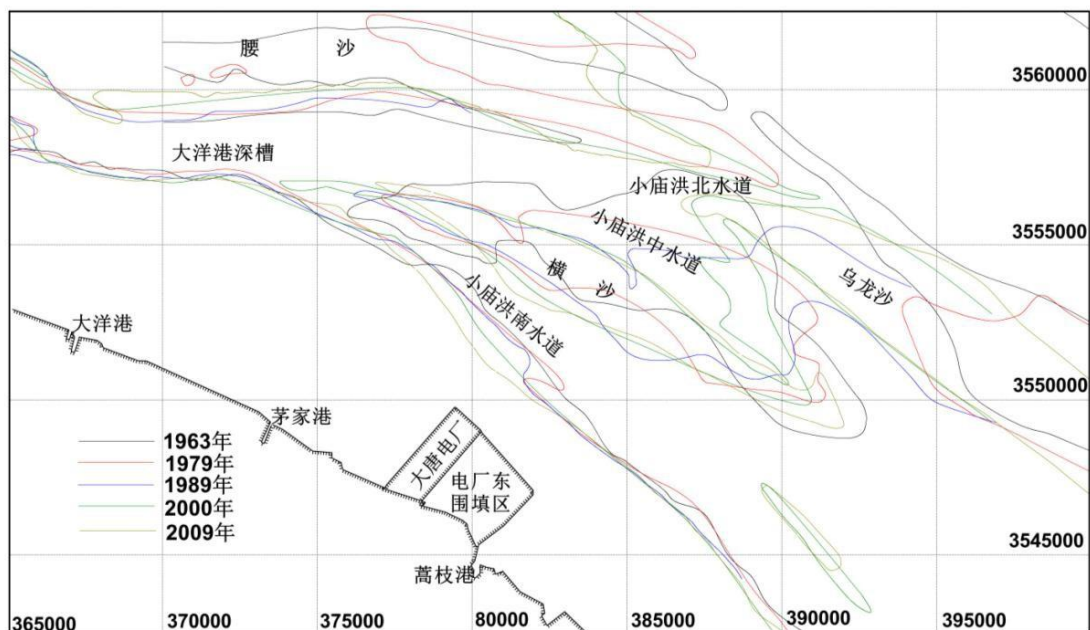 腰沙
3560000
大洋港深槽
小庙洪北水道
小庙洪中水道
3555000
横沙
乌龙沙
小庙洪南水道
大洋港
3550000
茅家港
1963年
1979年
1989年
2000年
2009年
大唐电厂
电厂东
围填区
3545000
蒿枝港
365000
370000
375000
80000
385000
390000
395000